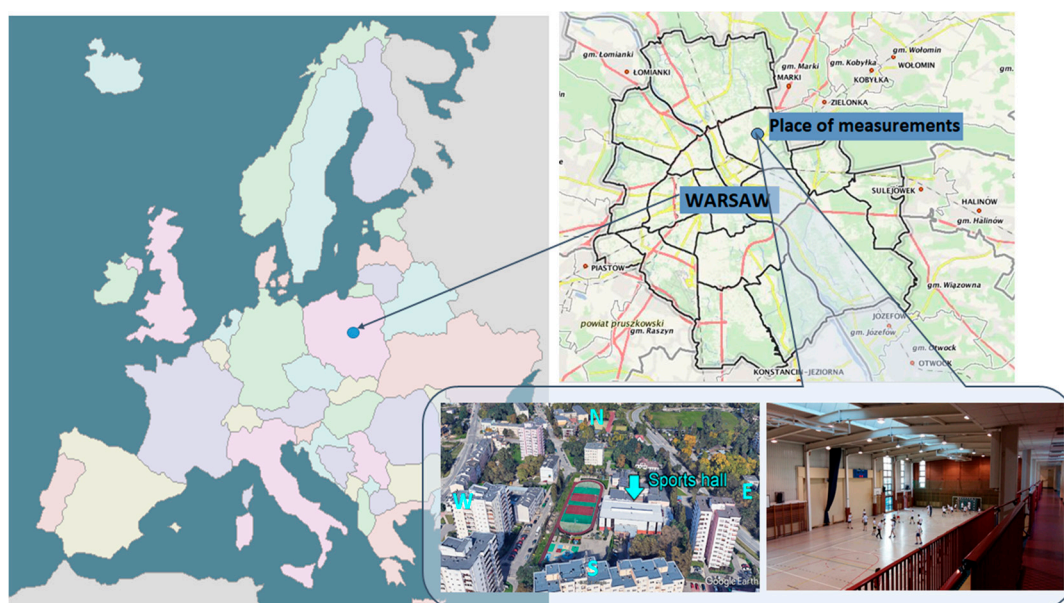 gm. Łomianki
ŁOMIANKI
gm. Marki
MARKI
gm. Wołomin
WOŁOMIN
gm. Kobyłka
KOBYŁKA
ZIELONKA
Place of measurements
WARSAW
SULEJÓWEK
HALINÓW
gm. Halinów
PIASTÓW
gm. Wiązowna
powiat pruszkowski
gm. Raszyn
JÓZEFÓW
gm. Józefów
gm. Otwock
OTWOCK
KONSTANCIN-JEZIORNA
N
Sports hall
W
E
S
Google Earth